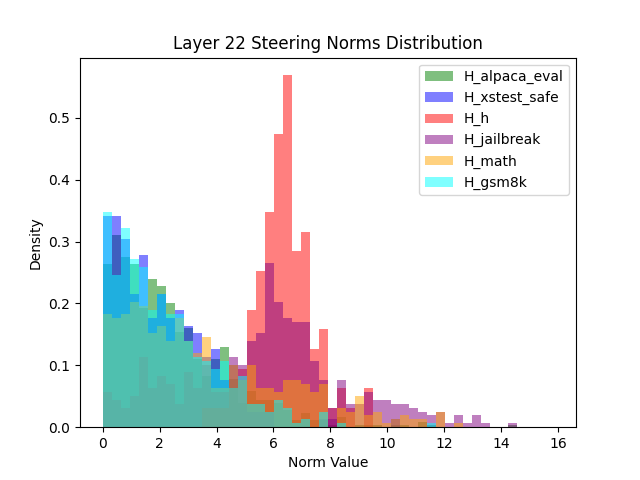 Layer 22 Steering Norms Distribution
H_alpaca_eval
H_xstest_safe
H_h
H_jailbreak
H_math
H_gsm8k
Density
0.5
0.4
0.3
0.2
0.1
0.0
0 2 4 6 8 10 12 14 16
Norm Value